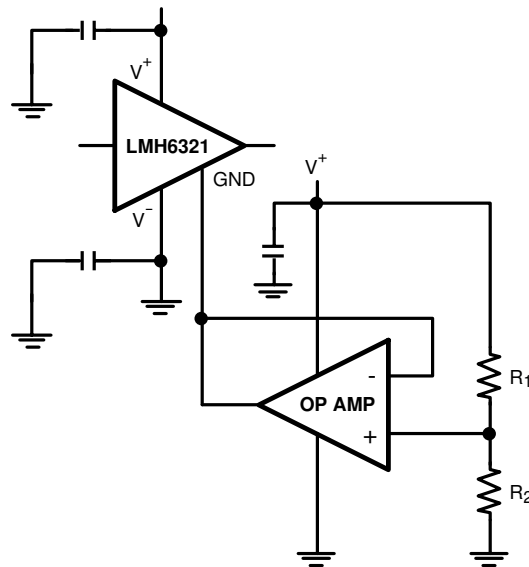 V+
LMH6321
GND
V-
V+
-
OP AMP
+
R1
R2